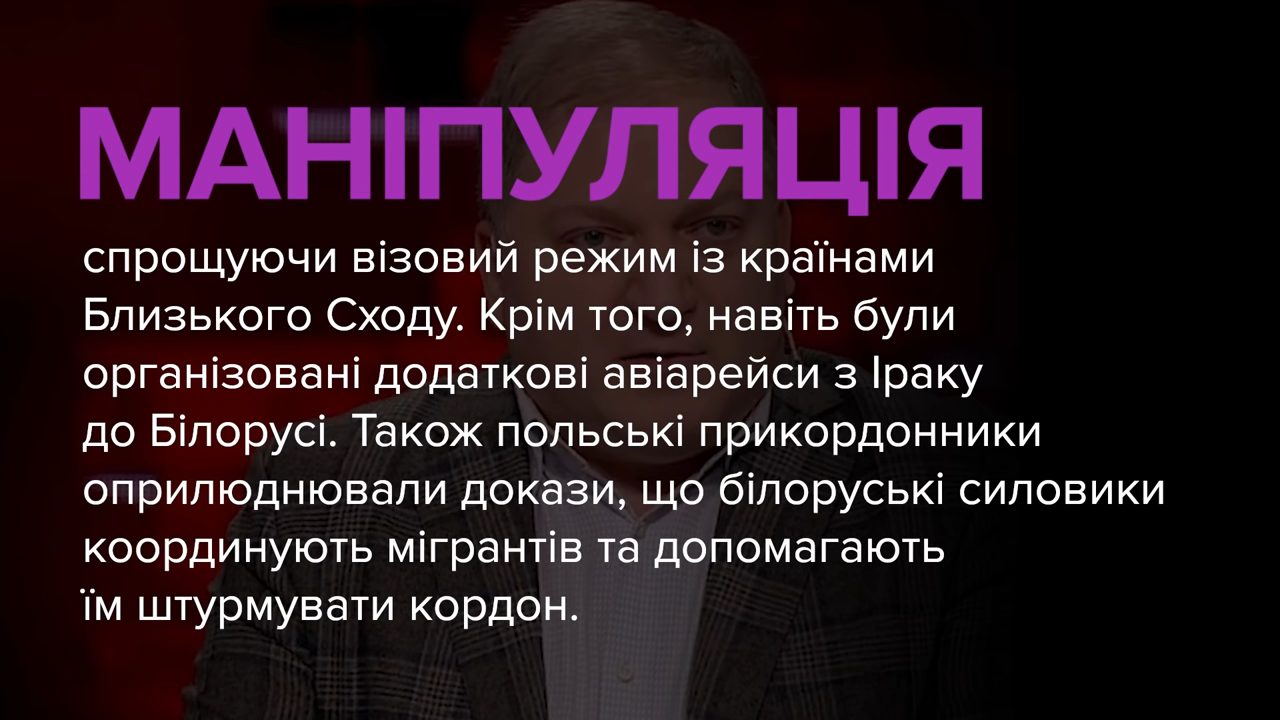 МАНІПУЛЯЦІЯ
спрощуючи візовий режим із країнами
Близького Сходу. Крім того, навіть були
організовані додаткові авіарейси з Іраку
до Білорусі. Також польські прикордонники
оприлюднювали докази, що білоруські силовики
координують мігрантів та допомагають
їм штурмувати кордон.